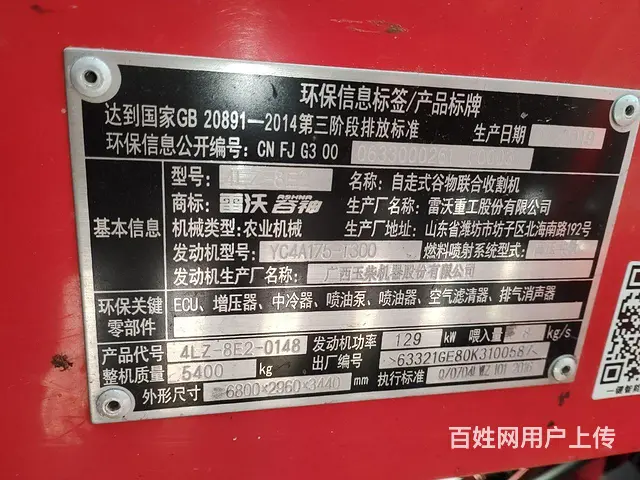 环保信息标签/产品标牌
达到国家GB 20891—2014第三阶段排放标准 生产日期
环保信息公开编号: CN FJ G3 00
型号: 名称: 自走式谷物联合收割机
商标: 雷沃 谷神 生产厂名称: 雷沃重工股份有限公司
基本信息 机械类型: 农业机械 生产厂地址: 山东省潍坊市坊子区北海南路192号
发动机型号: YC4A175-T300 燃料喷射系统型式:
发动机生产厂名称: 广西玉柴机器股份有限公司
环保关键零部件 ECU、增压器、中冷器、喷油泵、喷油器、空气滤清器、排气消声器
产品代号 4LZ-8E2-0148 发动机功率 129 kW 喂入量 kg/s
整机质量 5400 出厂编号
外形尺寸 6800×2960×3440 mm 执行标准
百姓网用户上传